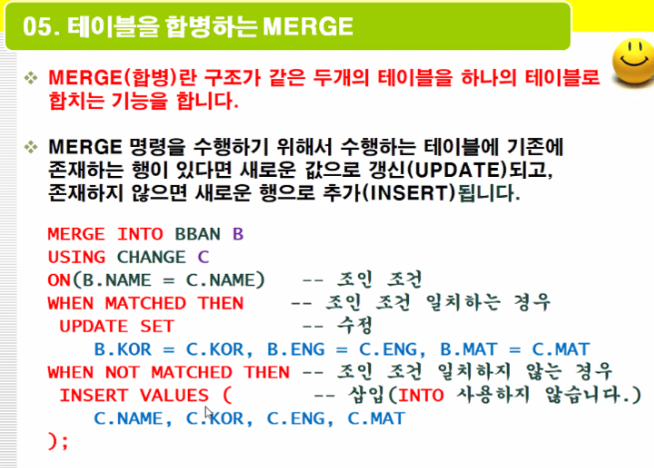 05. 테이블을 합병하는 MERGE
MERGE(합병)란 구조가 같은 두개의 테이블을 하나의 테이블로
합치는 기능을 합니다.
MERGE 명령을 수행하기 위해서 수행하는 테이블에 기존에
존재하는 행이 있다면 새로운 값으로 갱신(UPDATE)되고,
존재하지 않으면 새로운 행으로 추가(INSERT)됩니다.
MERGE INTO BBAN B
USING CHANGE C
ON(B.NAME = C.NAME) -- 조인 조건
WHEN MATCHED THEN -- 조인 조건 일치하는 경우
UPDATE SET -- 수정
B.KOR = C.KOR, B.ENG = C.ENG, B.MAT = C.MAT
WHEN NOT MATCHED THEN -- 조인 조건 일치하지 않는 경우
INSERT VALUES ( -- 삽입(INTO 사용하지 않습니다.)
C.NAME, C.KOR, C.ENG, C.MAT
);